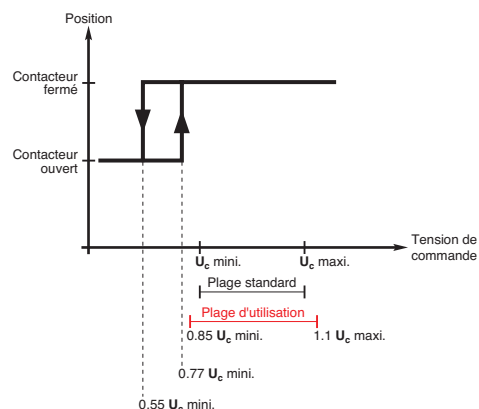 Position
Contacteur
fermé
Contacteur
ouvert
Tension de
commande
Uc mini.
Uc maxi.
Plage standard
Plage d'utilisation
0.85 Uc mini.
1.1 Uc maxi.
0.77 Uc mini.
0.55 Uc mini.